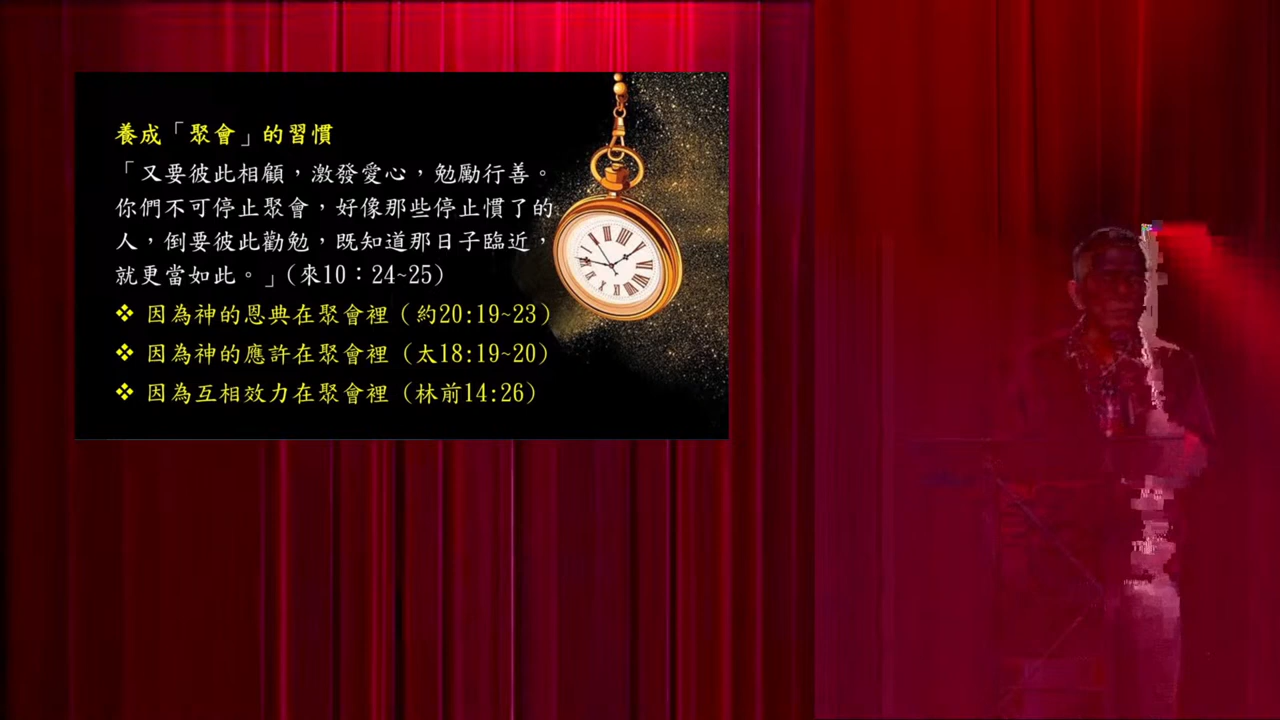 養成「聚會」的習慣
「又要彼此相顧，激發愛心，勉勵行善。
你們不可停止聚會，好像那些停止慣了的
人，倒要彼此勸勉，既知道那日子臨近，
就更當如此。」(來10：24~25)
❖ 因為神的恩典在聚會裡（約20:19~23）
❖ 因為神的應許在聚會裡（太18:19~20）
❖ 因為互相效力在聚會裡（林前14:26）